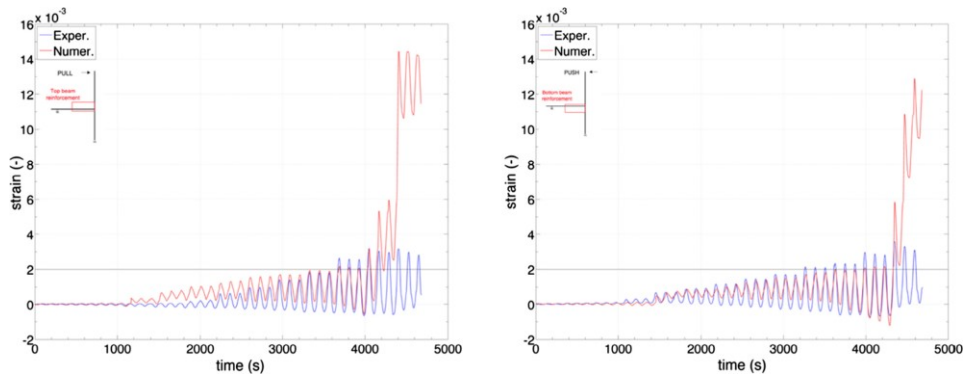 16 x 10⁻³
Exper.
Numer.
14
PULL
12
Top beam
reinforcement
10
8
6
4
2
0
-2
strain (-)
0 1000 2000 3000 4000 5000
time (s)
16 x 10⁻³
Exper.
Numer.
14
PUSH
12
Bottom beam
reinforcement
10
8
6
4
2
0
-2
strain (-)
0 1000 2000 3000 4000 5000
time (s)